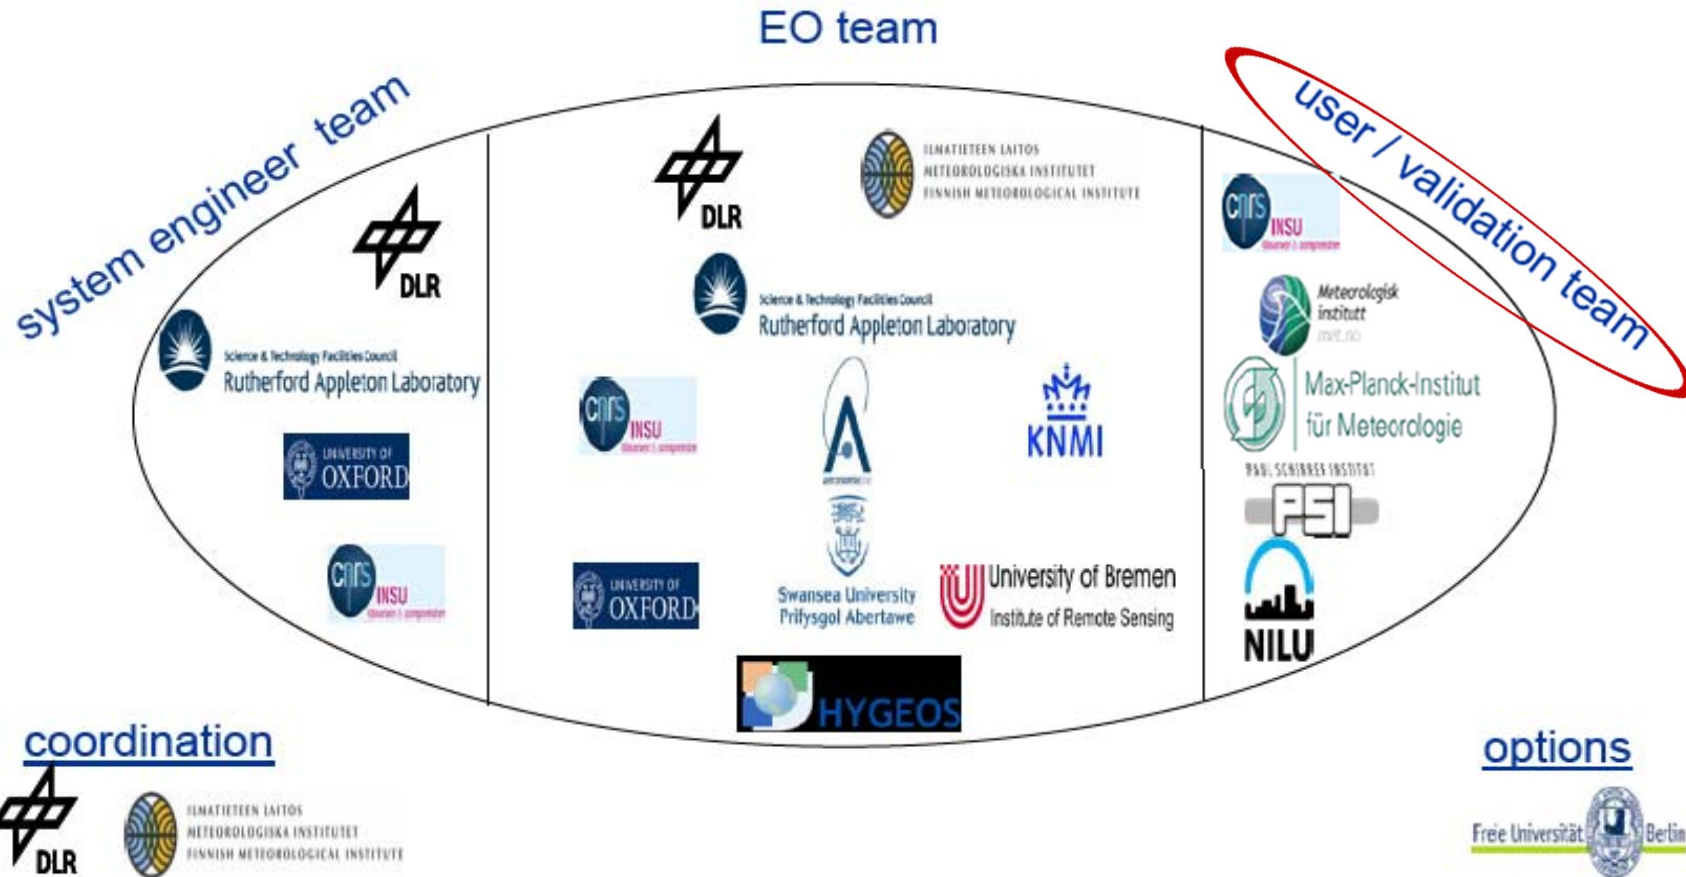 EO team
system engineer team
user / validation team
DLR
Science & Technology Facilities Council
Rutherford Appleton Laboratory
UNIVERSITY OF
OXFORD
cnrs
INSU
DLR
ILMATIETEEN LAITOS
METEOROLOGISKA INSTITUTET
FINNISH METEOROLOGICAL INSTITUTE
Science & Technology Facilities Council
Rutherford Appleton Laboratory
cnrs
INSU
KNMI
UNIVERSITY OF
OXFORD
Swansea University
Prifysgol Abertawe
University of Bremen
Institute of Remote Sensing
HYGEOS
cnrs
INSU
Meteorologisk
institutt
met.no
Max-Planck-Institut
für Meteorologie
PAUL SCHERRER INSTITUT
PSI
NILU
coordination
DLR
ILMATIETEEN LAITOS
METEOROLOGISKA INSTITUTET
FINNISH METEOROLOGICAL INSTITUTE
options
Freie Universität Berlin